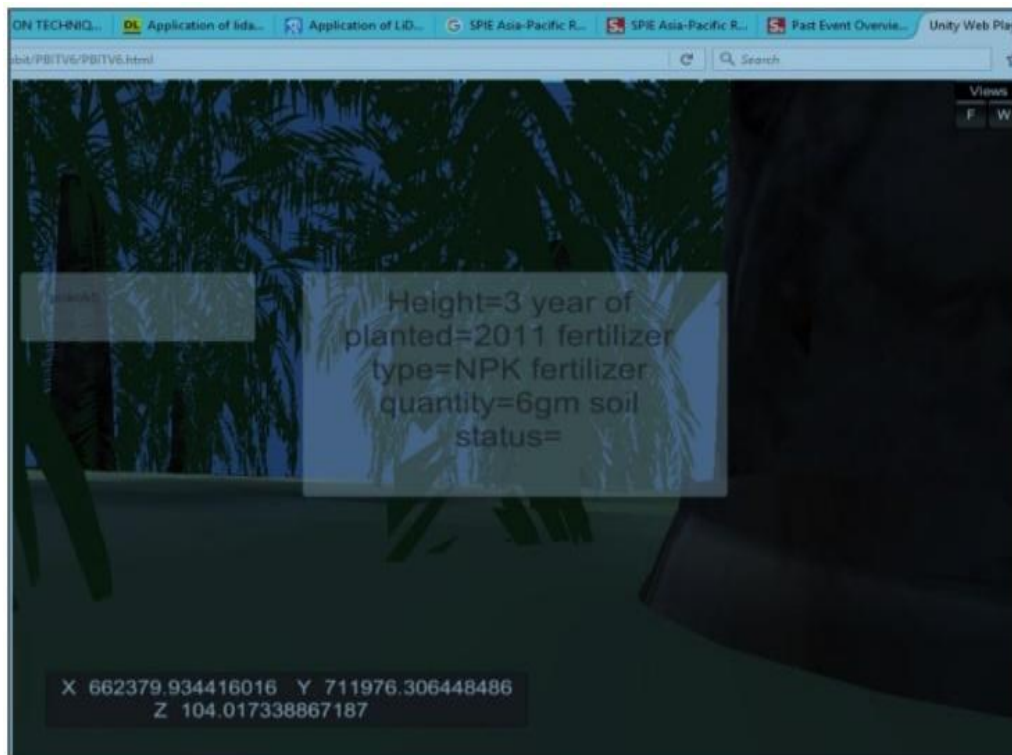 ON TECHNIQ...
DL Application of lida...
Application of LiD...
G SPIE Asia-Pacific R...
S. SPIE Asia-Pacific R...
S. Past Event Overvie...
Unity Web Play
bit/PBITV6/PBITV6.html
Search
Views
F W
Height=3 year of
planted=2011 fertilizer
type=NPK fertilizer
quantity=6gm soil
status=
X 662379.934416016 Y 711976.306448486
Z 104.017338867187